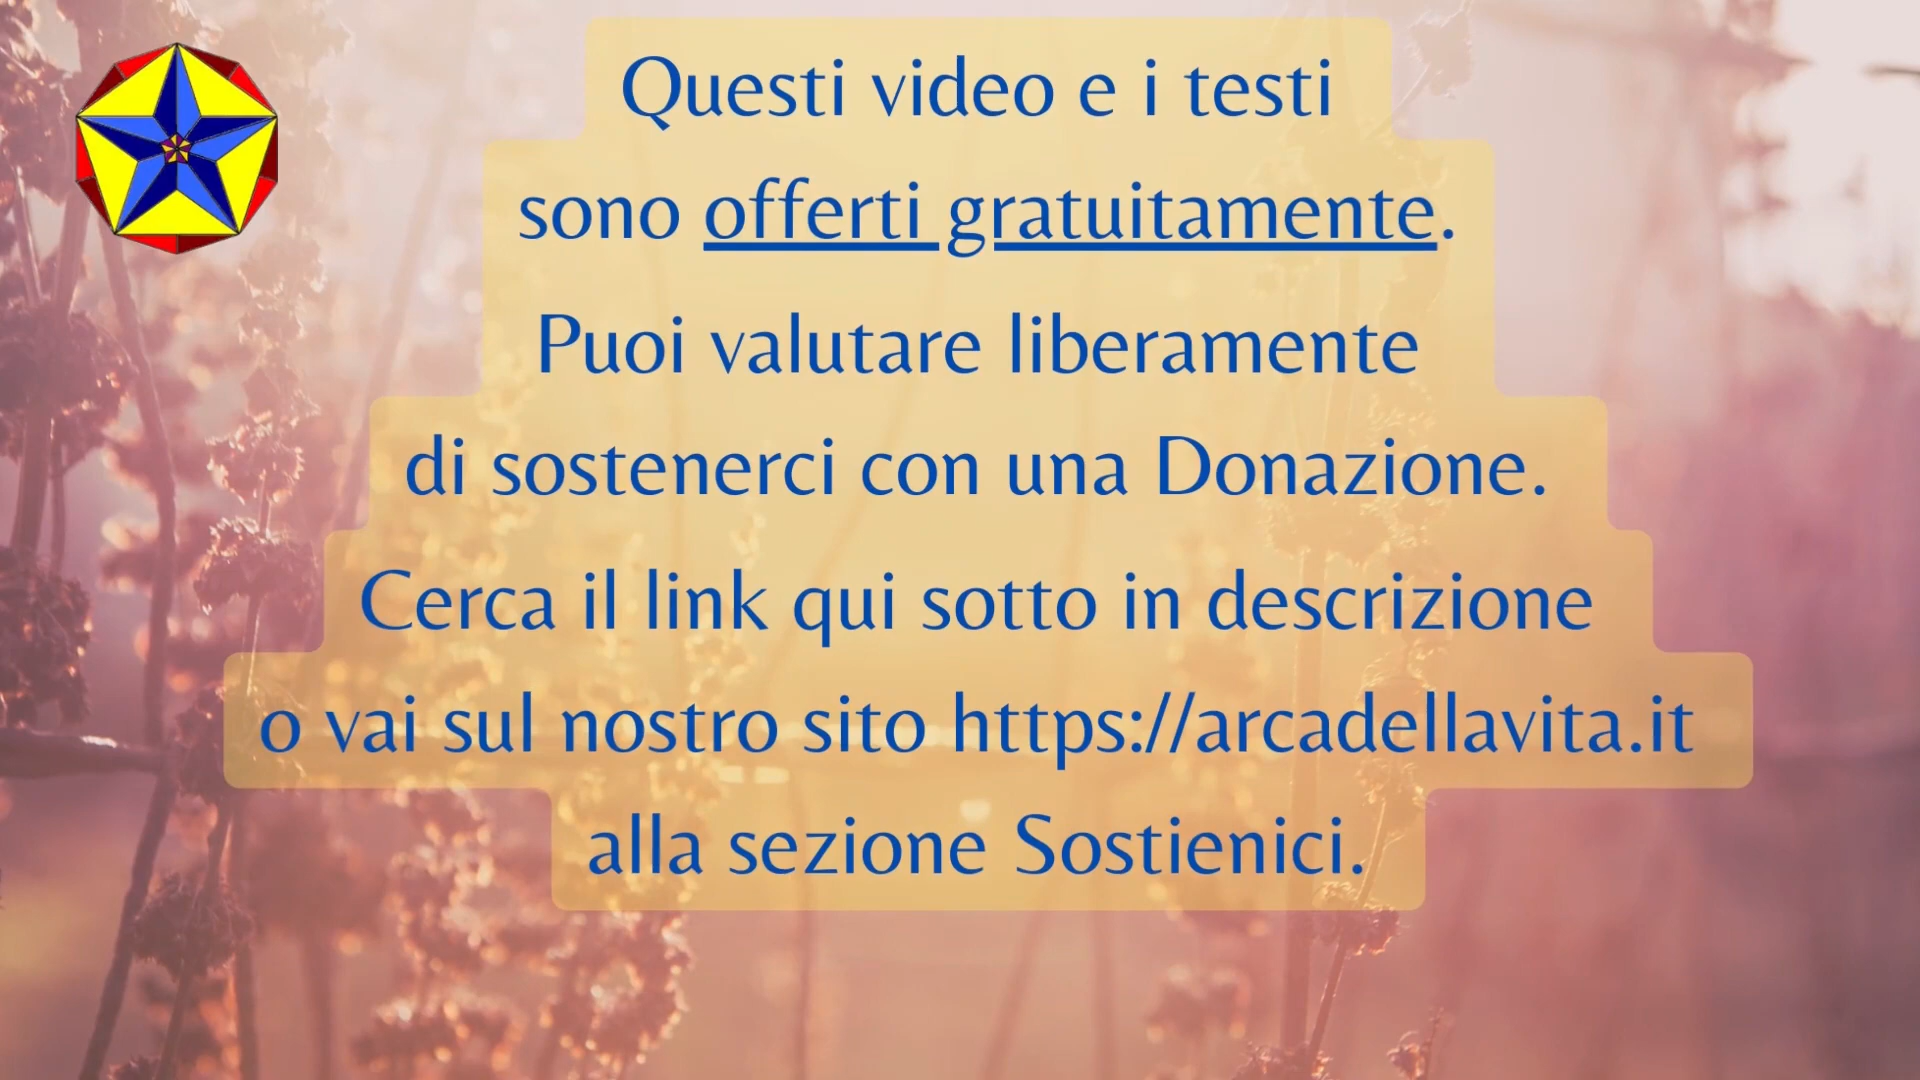 Questi video e i testi
sono offerti gratuitamente.
Puoi valutare liberamente
di sostenerci con una Donazione.
Cerca il link qui sotto in descrizione
o vai sul nostro sito https://arcadellavita.it
alla sezione Sostienici.